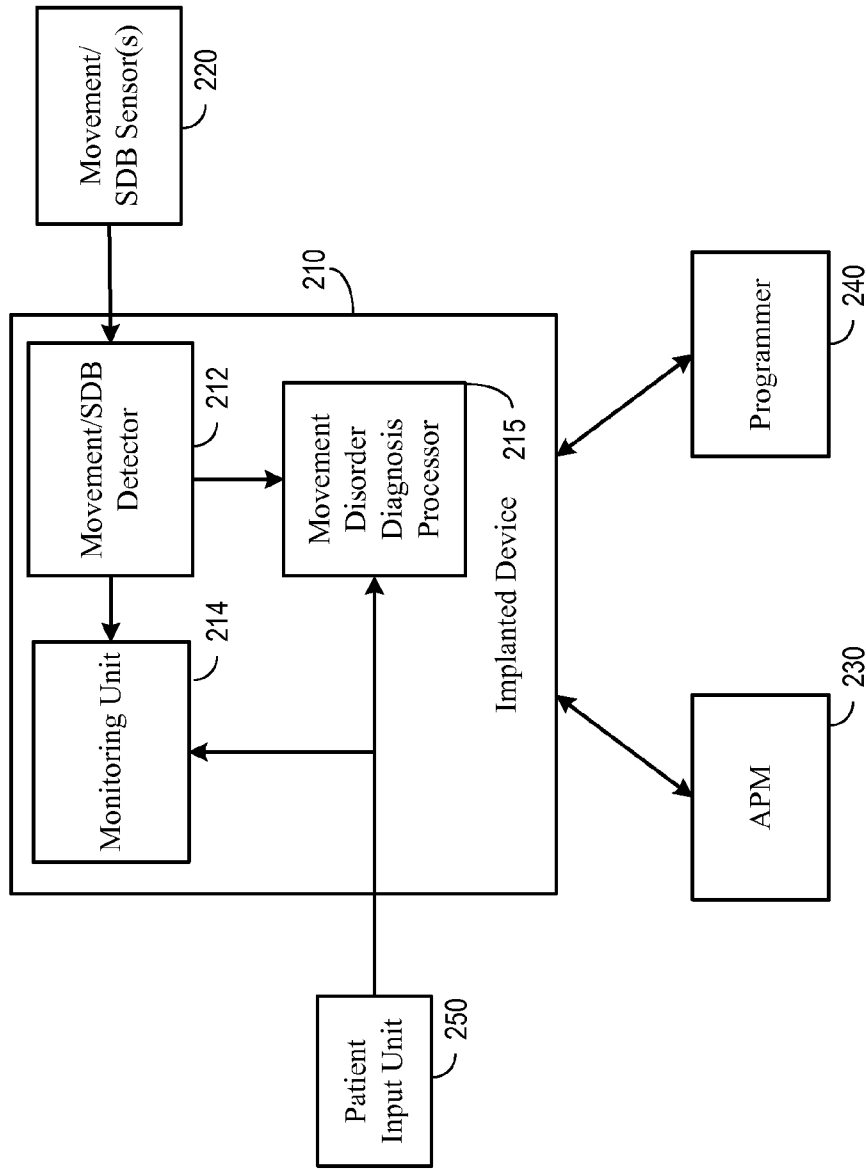 Movement/
SDB Sensor(s)
220
210
Movement/SDB
Detector
212
Monitoring Unit
214
Movement
Disorder
Diagnosis
Processor
215
Implanted Device
Patient
Input Unit
250
APM
230
Programmer
240